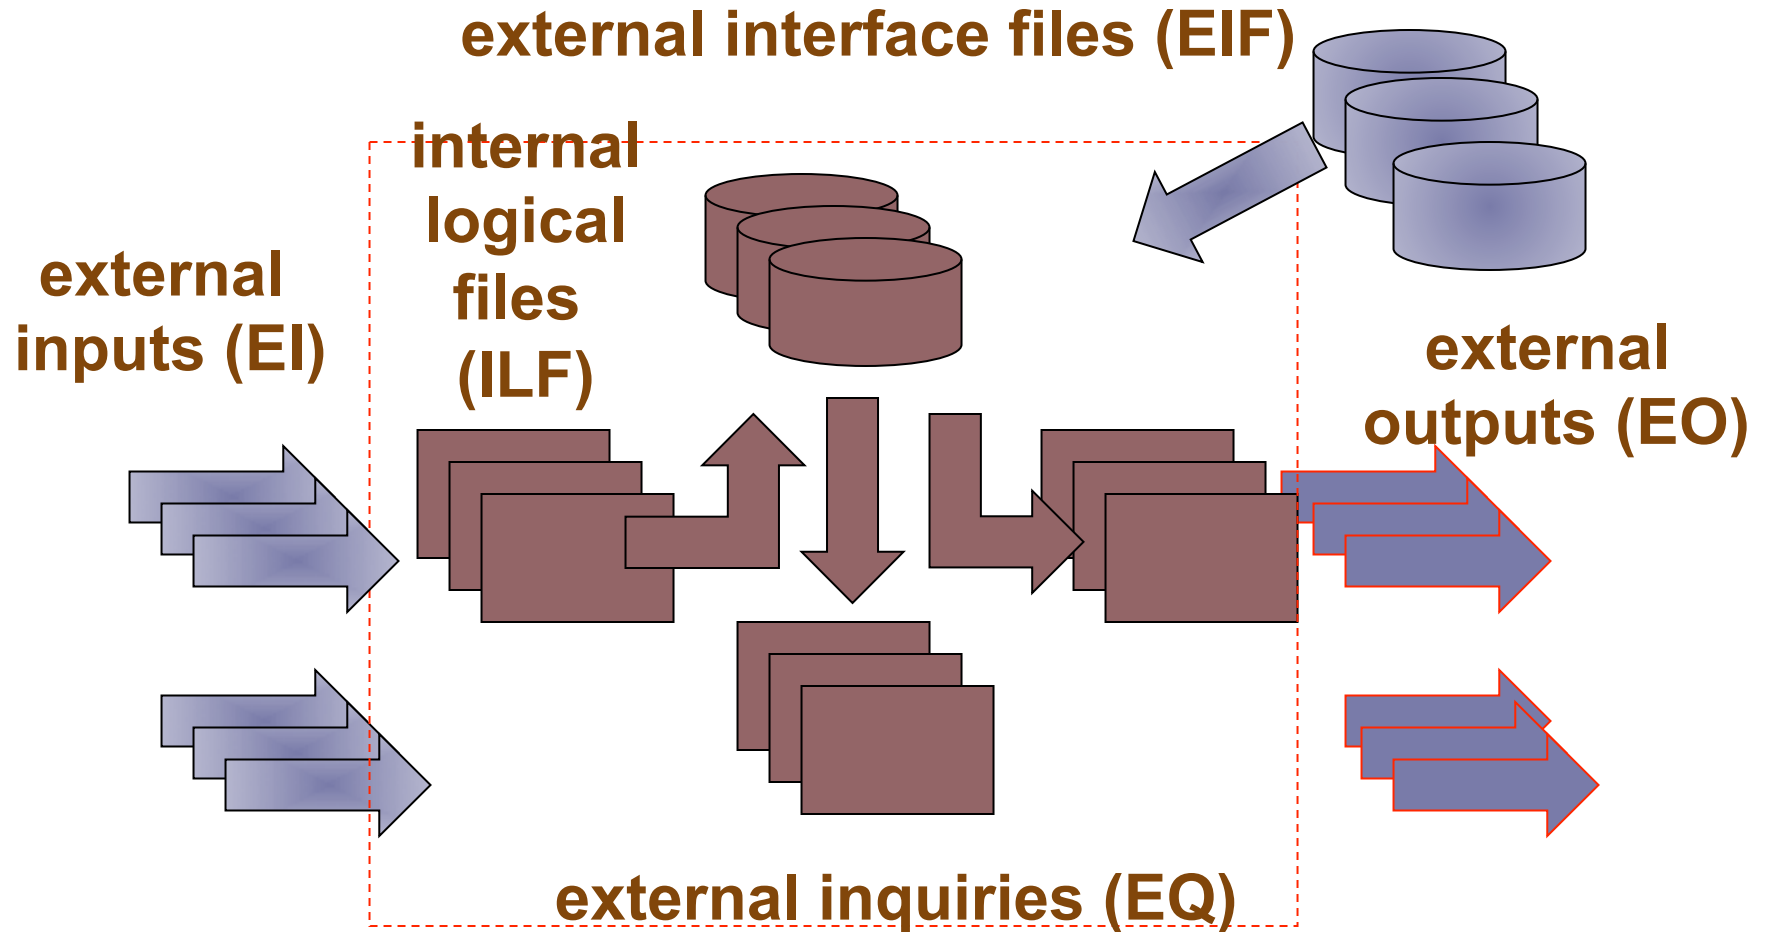 external interface files (EIF)
internal
logical
files
(ILF)
external
inputs (EI)
external
outputs (EO)
external inquiries (EQ)